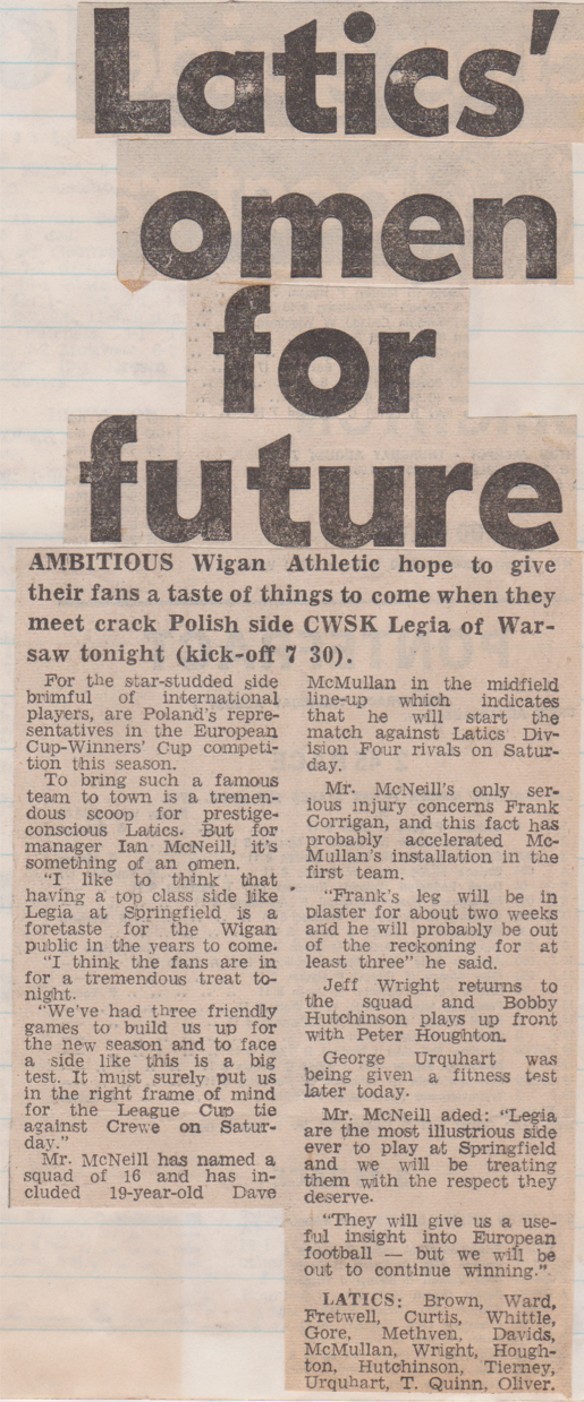 Latics'
omen
for
future
AMBITIOUS Wigan Athletic hope to give
their fans a taste of things to come when they
meet crack Polish side CWSK Legia of War-
saw tonight (kick-off 7 30).
For the star-studded side
brimful of international
players, are Poland's repre-
sentatives in the European
Cup-Winners' Cup competi-
tion this season.
To bring such a famous
team to town is a tremen-
dous scoop for prestige-
conscious Latics. But for
manager Ian McNeill, it's
something of an omen.
"I like to think that
having a top class side like
Legia at Springfield is a
foretaste for the Wigan
public in the years to come.
"I think the fans are in
for a tremendous treat to-
night.
"We've had three friendly
games to build us up for
the new season and to face
a side like this is a big
test. It must surely put us
in the right frame of mind
for the League Cup tie
against Crewe on Satur-
day."
Mr. McNeill has named a
squad of 16 and has in-
cluded 19-year-old Dave
McMullan in the midfield
line-up which indicates
that he will start the
match against Latics' Div-
ision Four rivals on Satur-
day.
Mr. McNeill's only ser-
ious injury concerns Frank
Corrigan, and this fact has
probably accelerated Mc-
Mullan's installation in the
first team.
"Frank's leg will be in
plaster for about two weeks
and he will probably be out
of the reckoning for at
least three" he said.
Jeff Wright returns to
the squad and Bobby
Hutchinson plays up front
with Peter Houghton.
George Urquhart was
being given a fitness test
later today.
Mr. McNeill aded: "Legia
are the most illustrious side
ever to play at Springfield
and we will be treating
them with the respect they
deserve.
"They will give us a use-
ful insight into European
football — but we will be
out to continue winning."
LATICS: Brown, Ward,
Fretwell, Curtis, Whittle,
Gore, Methven, Davids,
McMullan, Wright, Hough-
ton, Hutchinson, Tierney,
Urquhart, T. Quinn, Oliver.